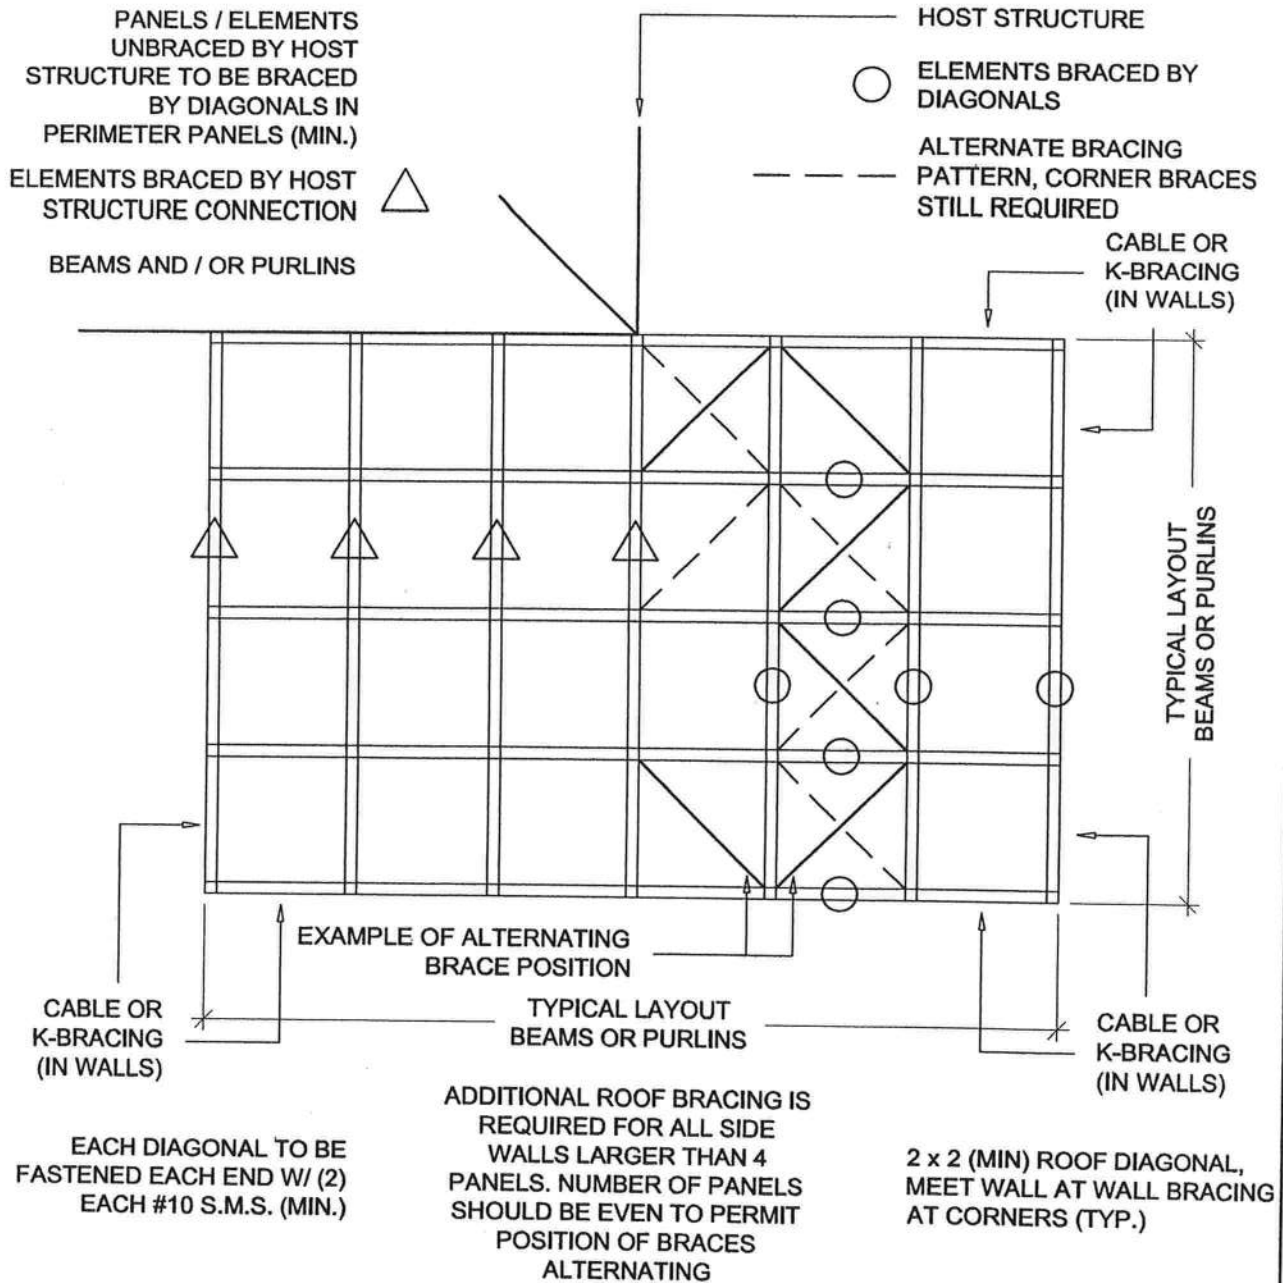 PANELS / ELEMENTS
UNBRACED BY HOST
STRUCTURE TO BE BRACED
BY DIAGONALS IN
PERIMETER PANELS (MIN.)
ELEMENTS BRACED BY HOST
STRUCTURE CONNECTION
BEAMS AND / OR PURLINS
HOST STRUCTURE
ELEMENTS BRACED BY
DIAGONALS
ALTERNATE BRACING
PATTERN, CORNER BRACES
STILL REQUIRED
CABLE OR
K-BRACING
(IN WALLS)
TYPICAL LAYOUT
BEAMS OR PURLINS
EXAMPLE OF ALTERNATING
BRACE POSITION
CABLE OR
K-BRACING
(IN WALLS)
TYPICAL LAYOUT
BEAMS OR PURLINS
CABLE OR
K-BRACING
(IN WALLS)
EACH DIAGONAL TO BE
FASTENED EACH END W/ (2)
EACH #10 S.M.S. (MIN.)
ADDITIONAL ROOF BRACING IS
REQUIRED FOR ALL SIDE
WALLS LARGER THAN 4
PANELS. NUMBER OF PANELS
SHOULD BE EVEN TO PERMIT
POSITION OF BRACES
ALTERNATING
2 x 2 (MIN) ROOF DIAGONAL,
MEET WALL AT WALL BRACING
AT CORNERS (TYP.)